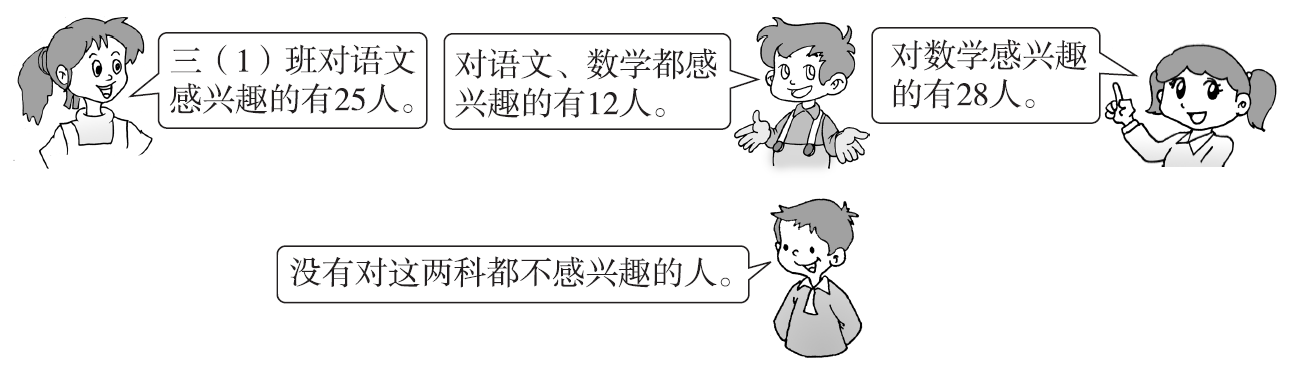 三（1）班对语文
感兴趣的有25人。
对语文、数学都感
兴趣的有12人。
对数学感兴趣
的有28人。
没有对这两科都不感兴趣的人。